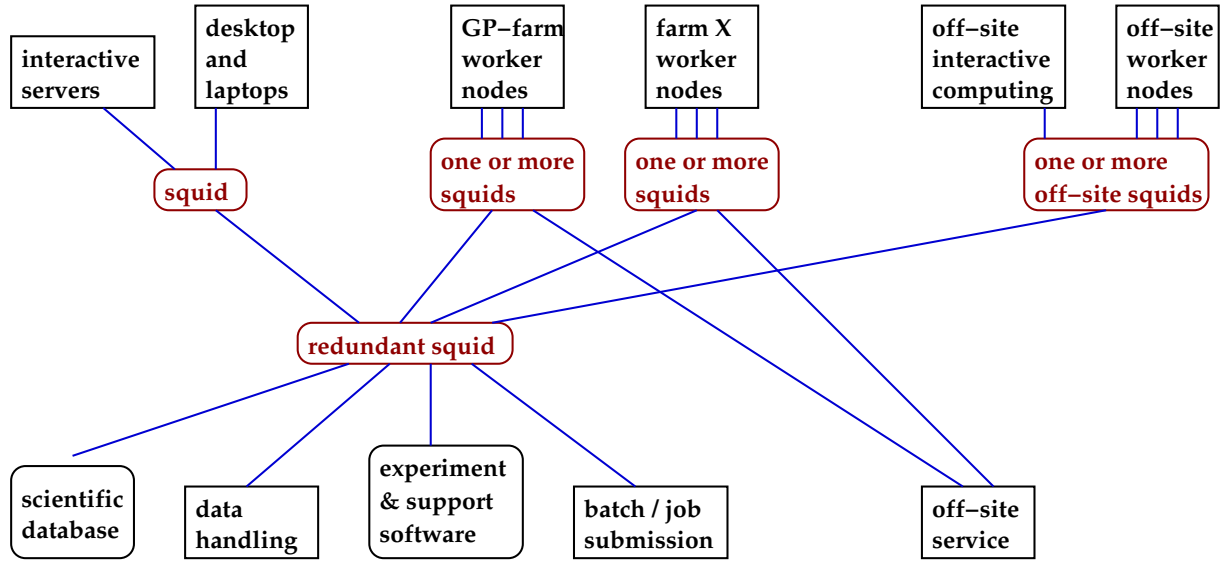 interactive
servers
desktop
and
laptops
GP−farm
worker
nodes
farm X
worker
nodes
off−site
interactive
computing
off−site
worker
nodes
squid
one or more
squids
one or more
squids
one or more
off−site squids
redundant squid
scientific
database
data
handling
experiment
& support
software
batch / job
submission
off−site
service